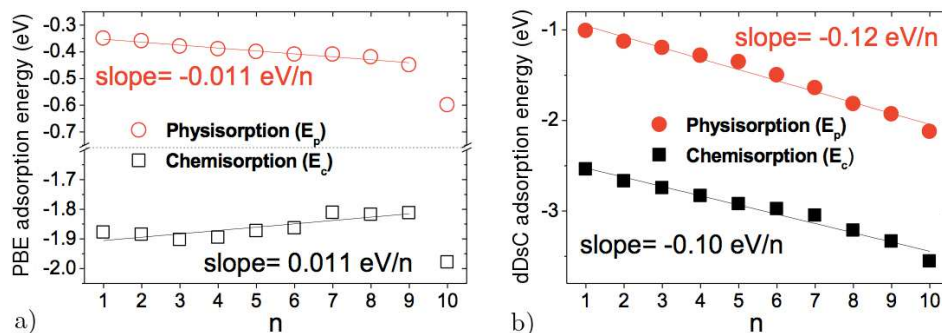 PBE adsorption energy (eV)
-0.3
-0.4
-0.5
-0.6
-0.7
-1.8
-1.9
-2.0
slope= -0.011 eV/n
Physisorption (Ep)
Chemisorption (Ec)
slope= 0.011 eV/n
1 2 3 4 5 6 7 8 9 10
n
a)
dDsC adsorption energy (eV)
-1
-2
-3
slope= -0.12 eV/n
Physisorption (Ep)
Chemisorption (Ec)
slope= -0.10 eV/n
1 2 3 4 5 6 7 8 9 10
n
b)